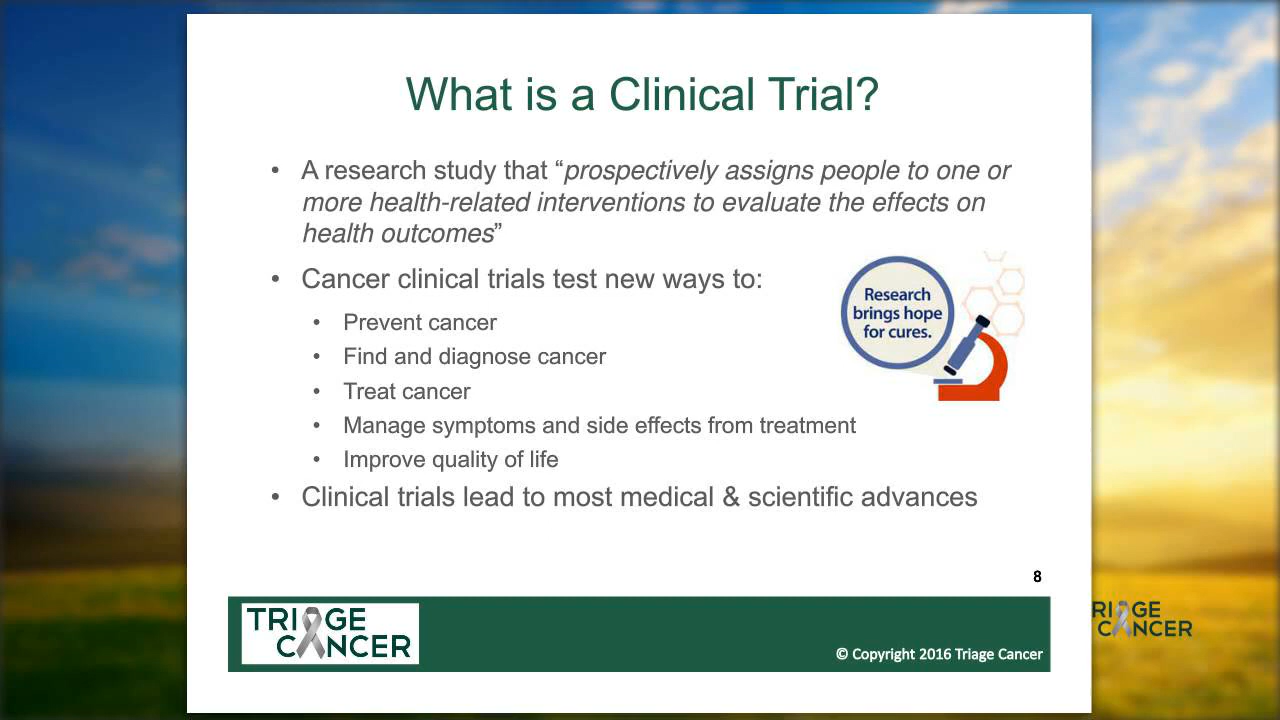 What is a Clinical Trial?
• A research study that “prospectively assigns people to one or
more health-related interventions to evaluate the effects on
health outcomes”
• Cancer clinical trials test new ways to:
• Prevent cancer
• Find and diagnose cancer
• Treat cancer
• Manage symptoms and side effects from treatment
• Improve quality of life
• Clinical trials lead to most medical & scientific advances
Research
brings hope
for cures.
8
TRIAGE
CANCER
© Copyright 2016 Triage Cancer
RIAGE
CANCER